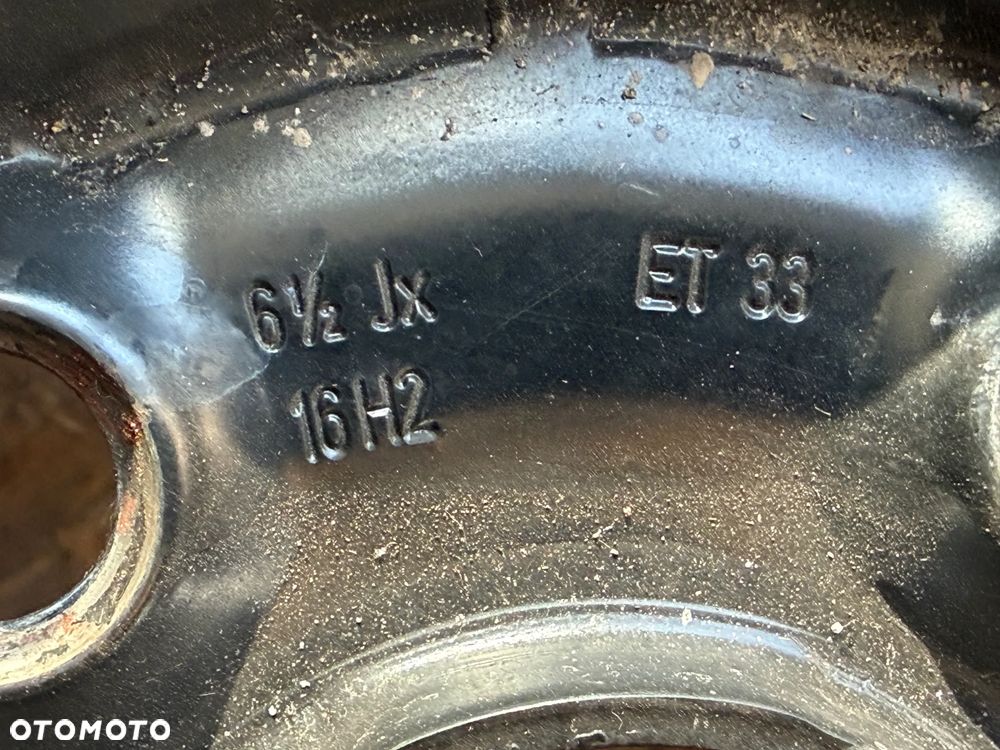 6½ Jx
16H2
ET 33
OTOMOTO